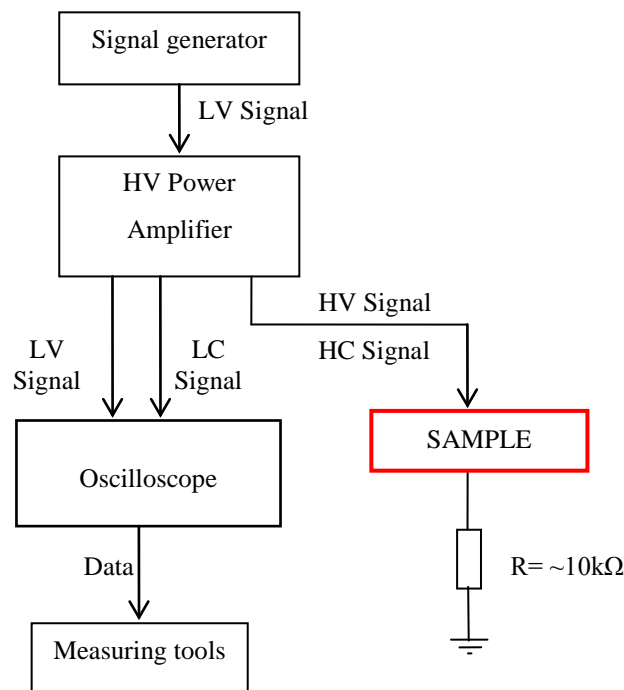 Signal generator
LV Signal
HV Power
Amplifier
HV Signal
LV
Signal
LC
Signal
HC Signal
SAMPLE
Oscilloscope
R= ~10kΩ
Data
Measuring tools